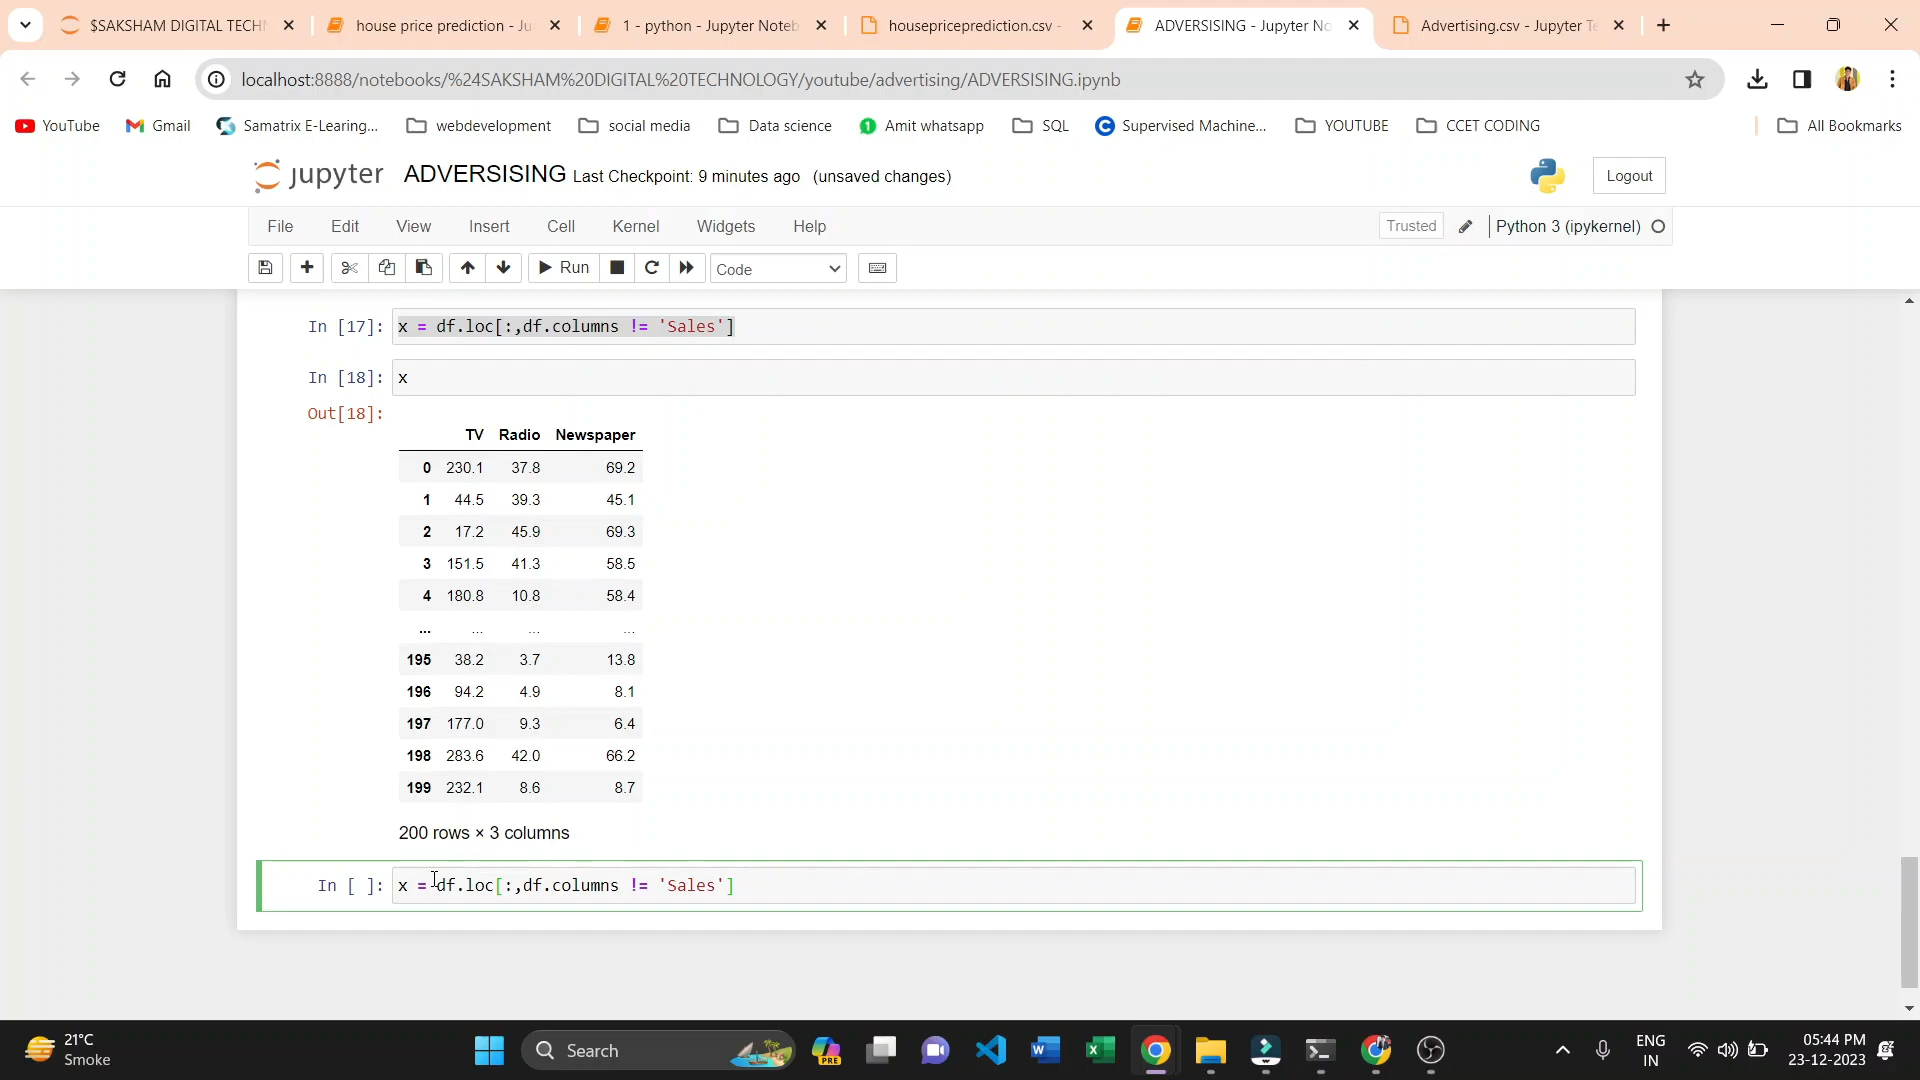 $SAKSHAM DIGITAL TECHN
house price prediction - Ju
1 - python - Jupyter Noteb
housepriceprediction.csv -
ADVERSISING - Jupyter No
Advertising.csv - Jupyter Te
localhost:8888/notebooks/%24SAKSHAM%20DIGITAL%20TECHNOLOGY/youtube/advertising/ADVERSISING.ipynb
YouTube Gmail Samatrix E-Learing... webdevelopment social media Data science Amit whatsapp SQL Supervised Machine... YOUTUBE CCET CODING All Bookmarks
jupyter ADVERSISING Last Checkpoint: 9 minutes ago (unsaved changes) Logout
File Edit View Insert Cell Kernel Widgets Help Trusted Python 3 (ipykernel)
Run Code
In [17]: x = df.loc[:,df.columns != 'Sales']
In [18]: x
Out[18]:
TV Radio Newspaper
0 230.1 37.8 69.2
1 44.5 39.3 45.1
2 17.2 45.9 69.3
3 151.5 41.3 58.5
4 180.8 10.8 58.4
... ... ... ...
195 38.2 3.7 13.8
196 94.2 4.9 8.1
197 177.0 9.3 6.4
198 283.6 42.0 66.2
199 232.1 8.6 8.7
200 rows × 3 columns
In [ ]: x = df.loc[:,df.columns != 'Sales']
21°C
Smoke
Search
PRE
ENG
IN
05:44 PM
23-12-2023